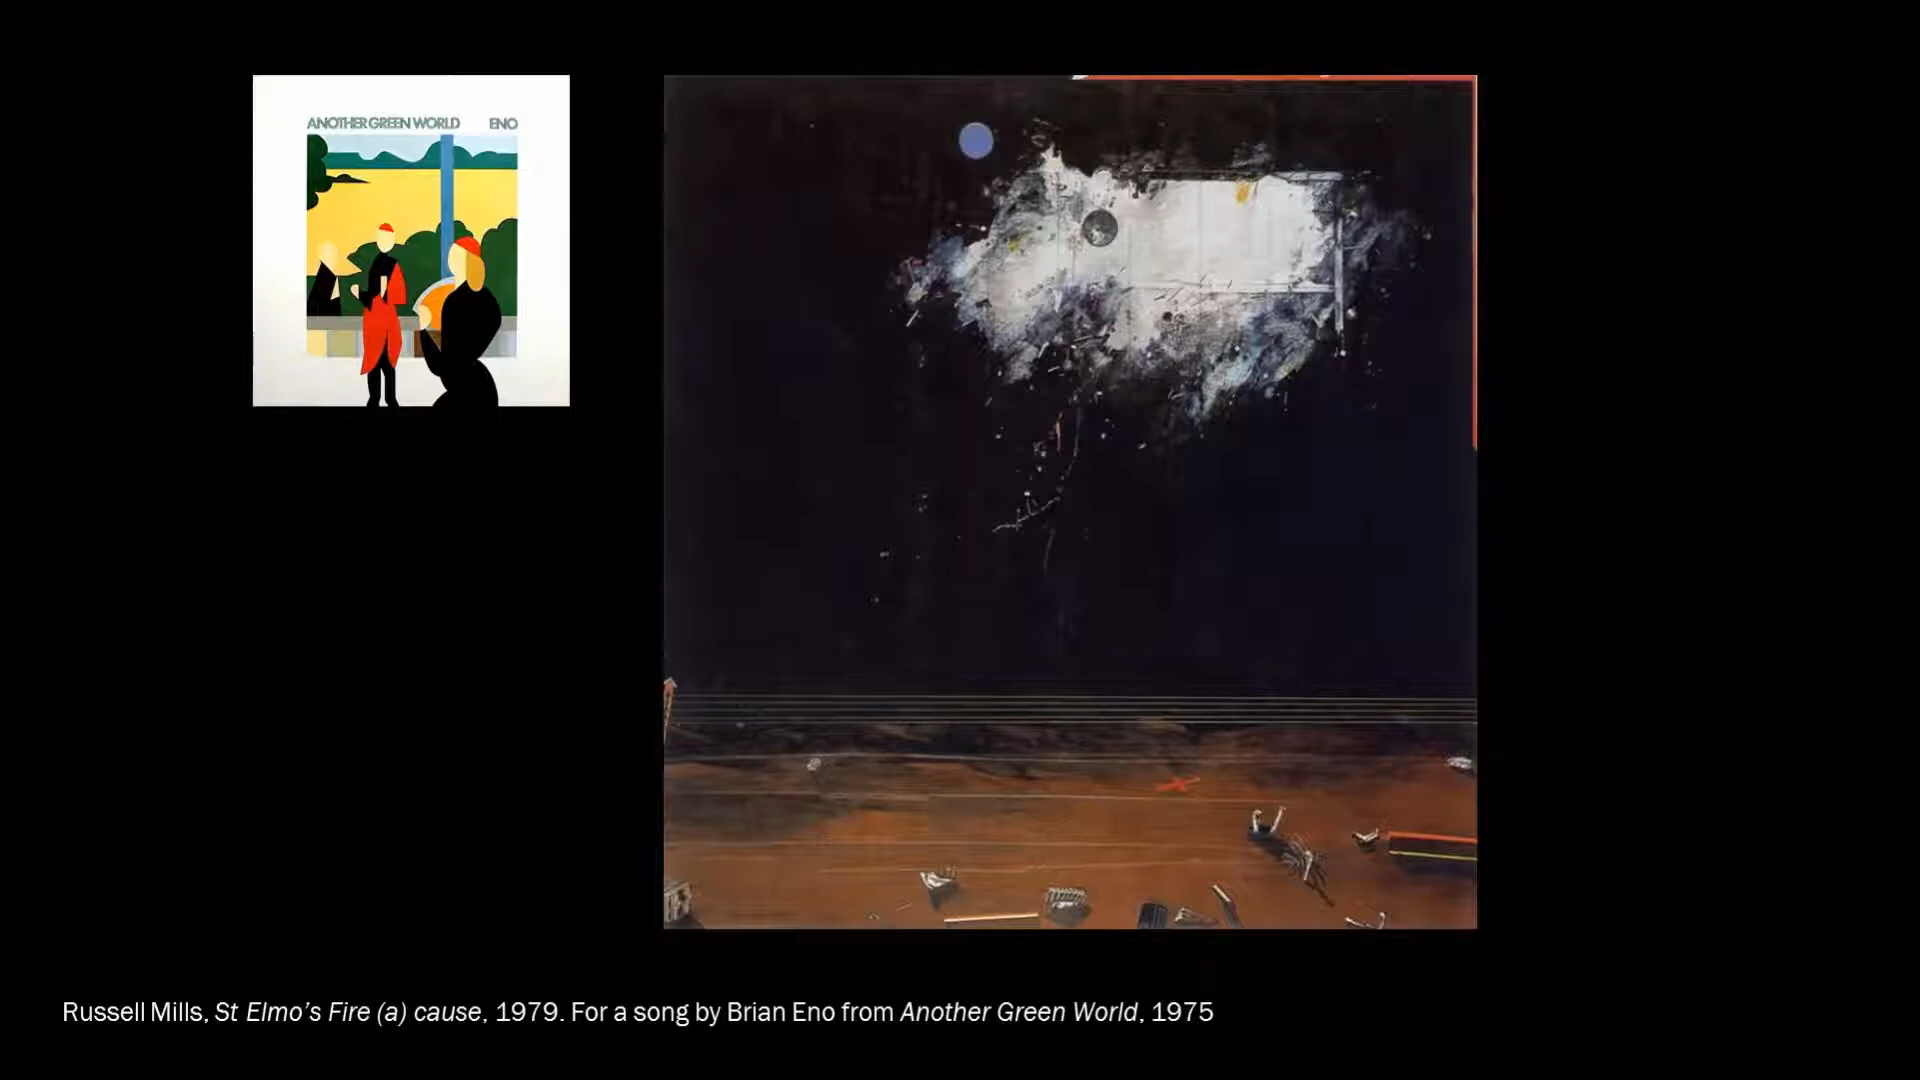 ANOTHER GREEN WORLD ENO
Russell Mills, St Elmo’s Fire (a) cause, 1979. For a song by Brian Eno from Another Green World, 1975